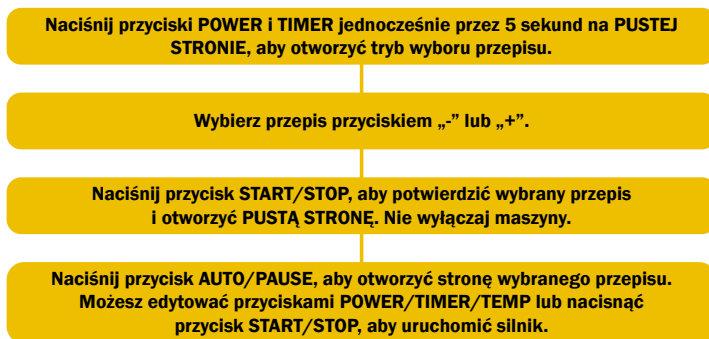 Naciśnij przyciski POWER i TIMER jednocześnie przez 5 sekund na PUSTEJ
STRONIE, aby otworzyć tryb wyboru przepisu.
Wybierz przepis przyciskiem „-” lub „+”.
Naciśnij przycisk START/STOP, aby potwierdzić wybrany przepis
i otworzyć PUSTĄ STRONĘ. Nie wyłączaj maszyny.
Naciśnij przycisk AUTO/PAUSE, aby otworzyć stronę wybranego przepisu.
Możesz edytować przyciskami POWER/TIMER/TEMP lub nacisnąć
przycisk START/STOP, aby uruchomić silnik.